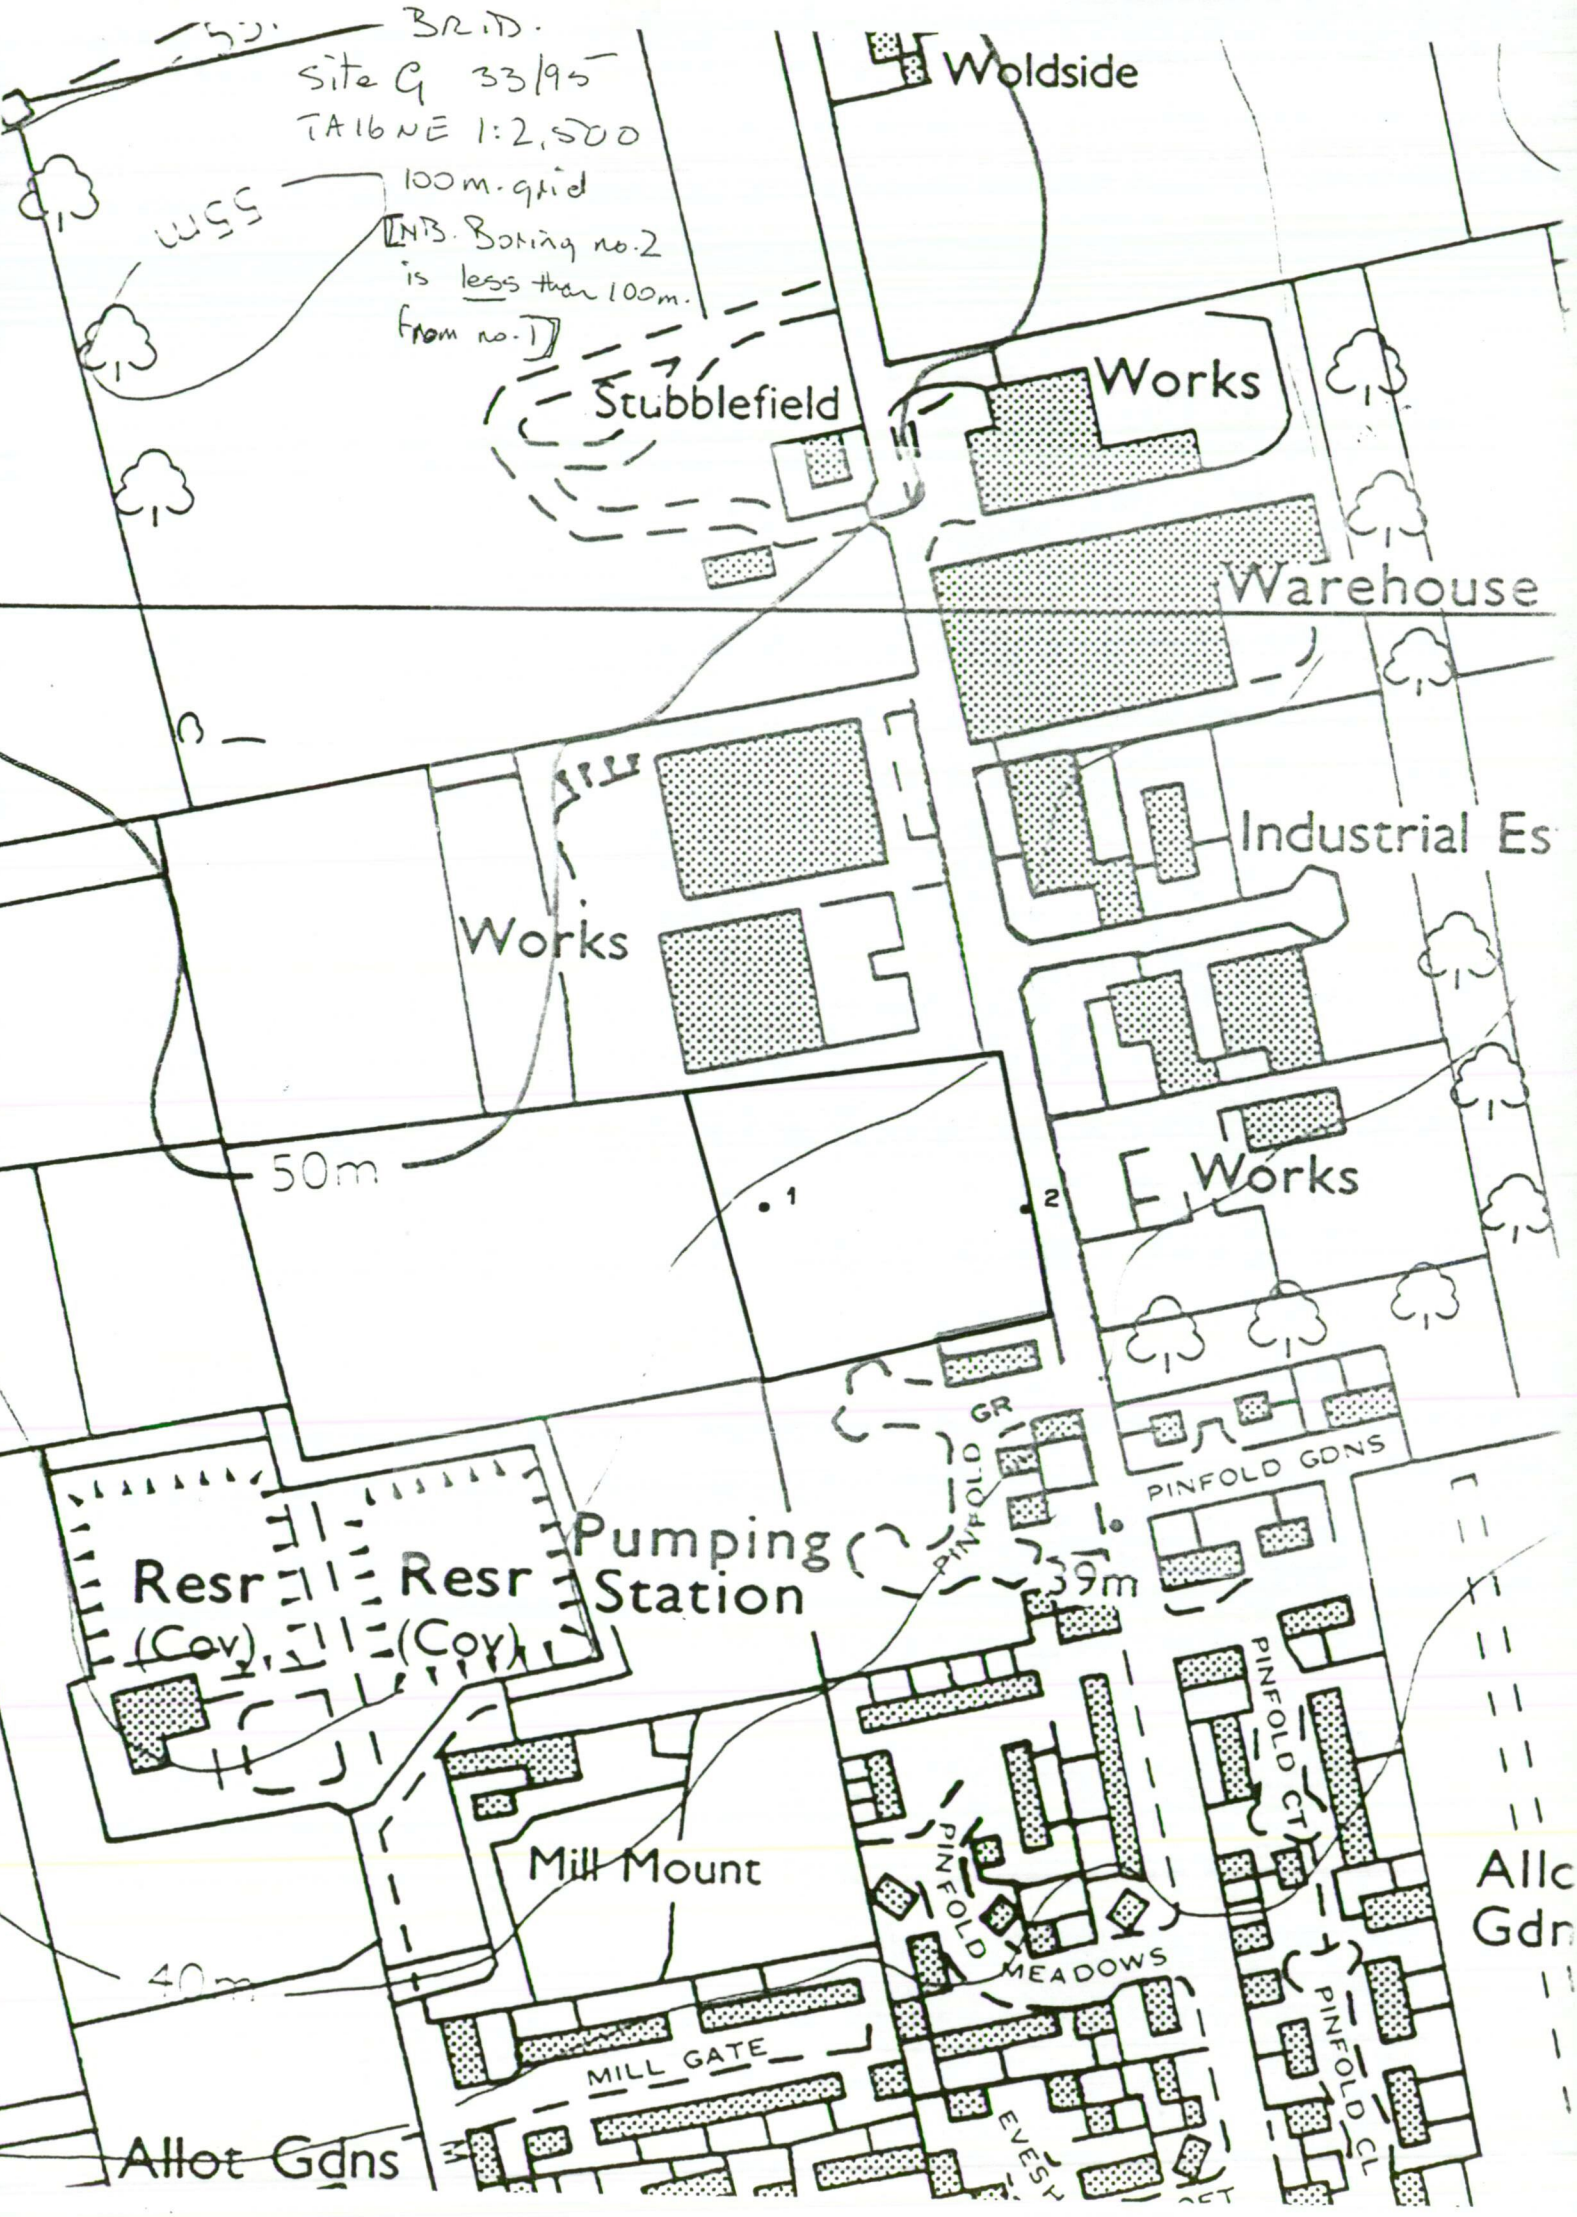 55.
BR.D.
Site G 33/95
TA16NE 1:2,500
100m. grid
[NB. Boring no.2
is less than 100m.
from no.1]
55m
Woldside
Stubblefield
Works
Warehouse
Industrial Es
Works
50m
1
2
Works
GR
PINFOLD
PINFOLD GDNS
Pumping
Station
39m
Resr
(Cov)
Resr
(Cov)
PINFOLD CT
Mill Mount
PINFOLD
MEADOWS
Allo
Gdn
40m
MILL GATE
PINFOLD CL
EVEST
Allot Gdns